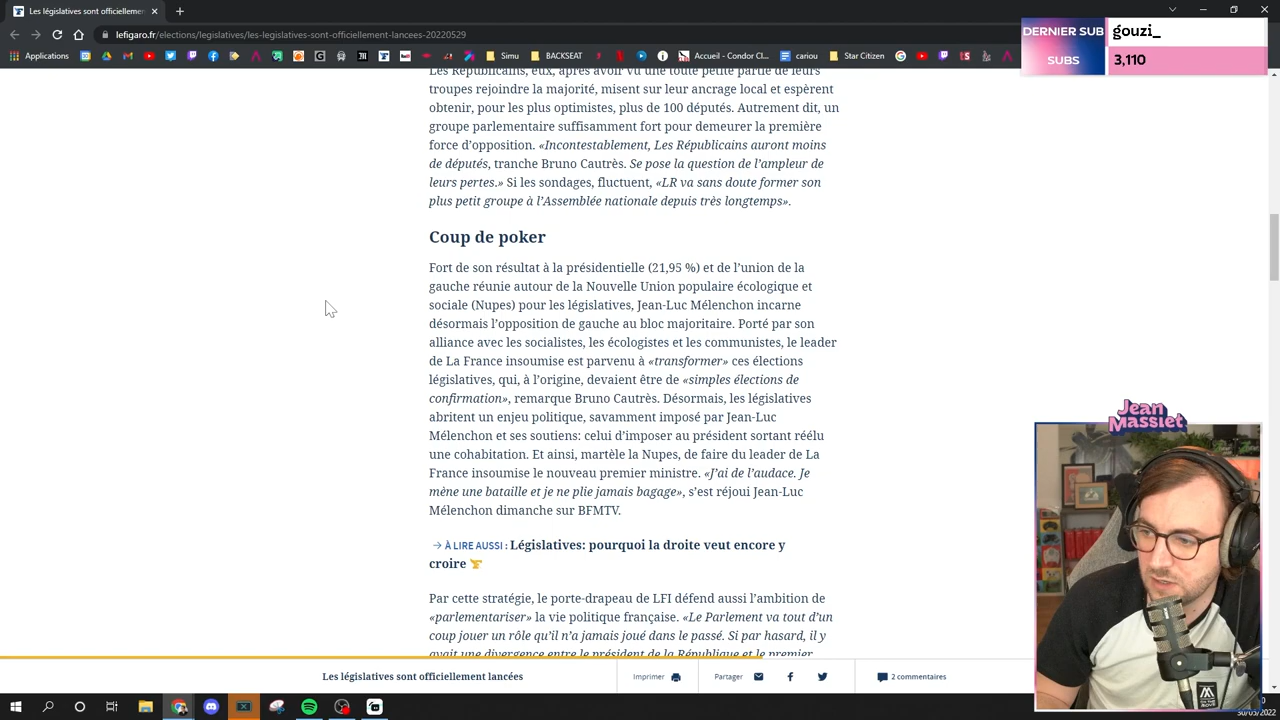 Les législatives sont officiellement
lefigaro.fr/elections/legislatives/les-legislatives-sont-officiellement-lancees-20220529
Applications
Simu
BACKSEAT
Accueil - Condor Cl...
cariou
Star Citizen
DERNIER SUB
gouzi_
SUBS
3,110
Les Républicains, eux, après avoir vu une toute petite partie de leurs
troupes rejoindre la majorité, misent sur leur ancrage local et espèrent
obtenir, pour les plus optimistes, plus de 100 députés. Autrement dit, un
groupe parlementaire suffisamment fort pour demeurer la première
force d’opposition. «Incontestablement, Les Républicains auront moins
de députés, tranche Bruno Cautrès. Se pose la question de l’ampleur de
leurs pertes.» Si les sondages, fluctuent, «LR va sans doute former son
plus petit groupe à l’Assemblée nationale depuis très longtemps».
Coup de poker
Fort de son résultat à la présidentielle (21,95 %) et de l’union de la
gauche réunie autour de la Nouvelle Union populaire écologique et
sociale (Nupes) pour les législatives, Jean-Luc Mélenchon incarne
désormais l’opposition de gauche au bloc majoritaire. Porté par son
alliance avec les socialistes, les écologistes et les communistes, le leader
de La France insoumise est parvenu à «transformer» ces élections
législatives, qui, à l’origine, devaient être de «simples élections de
confirmation», remarque Bruno Cautrès. Désormais, les législatives
abritent un enjeu politique, savamment imposé par Jean-Luc
Mélenchon et ses soutiens: celui d’imposer au président sortant réélu
une cohabitation. Et ainsi, martèle la Nupes, de faire du leader de La
France insoumise le nouveau premier ministre. «J’ai de l’audace. Je
mène une bataille et je ne plie jamais bagage», s’est réjoui Jean-Luc
Mélenchon dimanche sur BFMTV.
→ À LIRE AUSSI : Législatives: pourquoi la droite veut encore y
croire
Par cette stratégie, le porte-drapeau de LFI défend aussi l’ambition de
«parlementariser» la vie politique française. «Le Parlement va tout d’un
coup jouer un rôle qu’il n’a jamais joué dans le passé. Si par hasard, il y
avait une divergence entre le président de la République et le premier
Les législatives sont officiellement lancées
Imprimer
Partager
2 commentaires
Jean
Massiet
30/05/2022